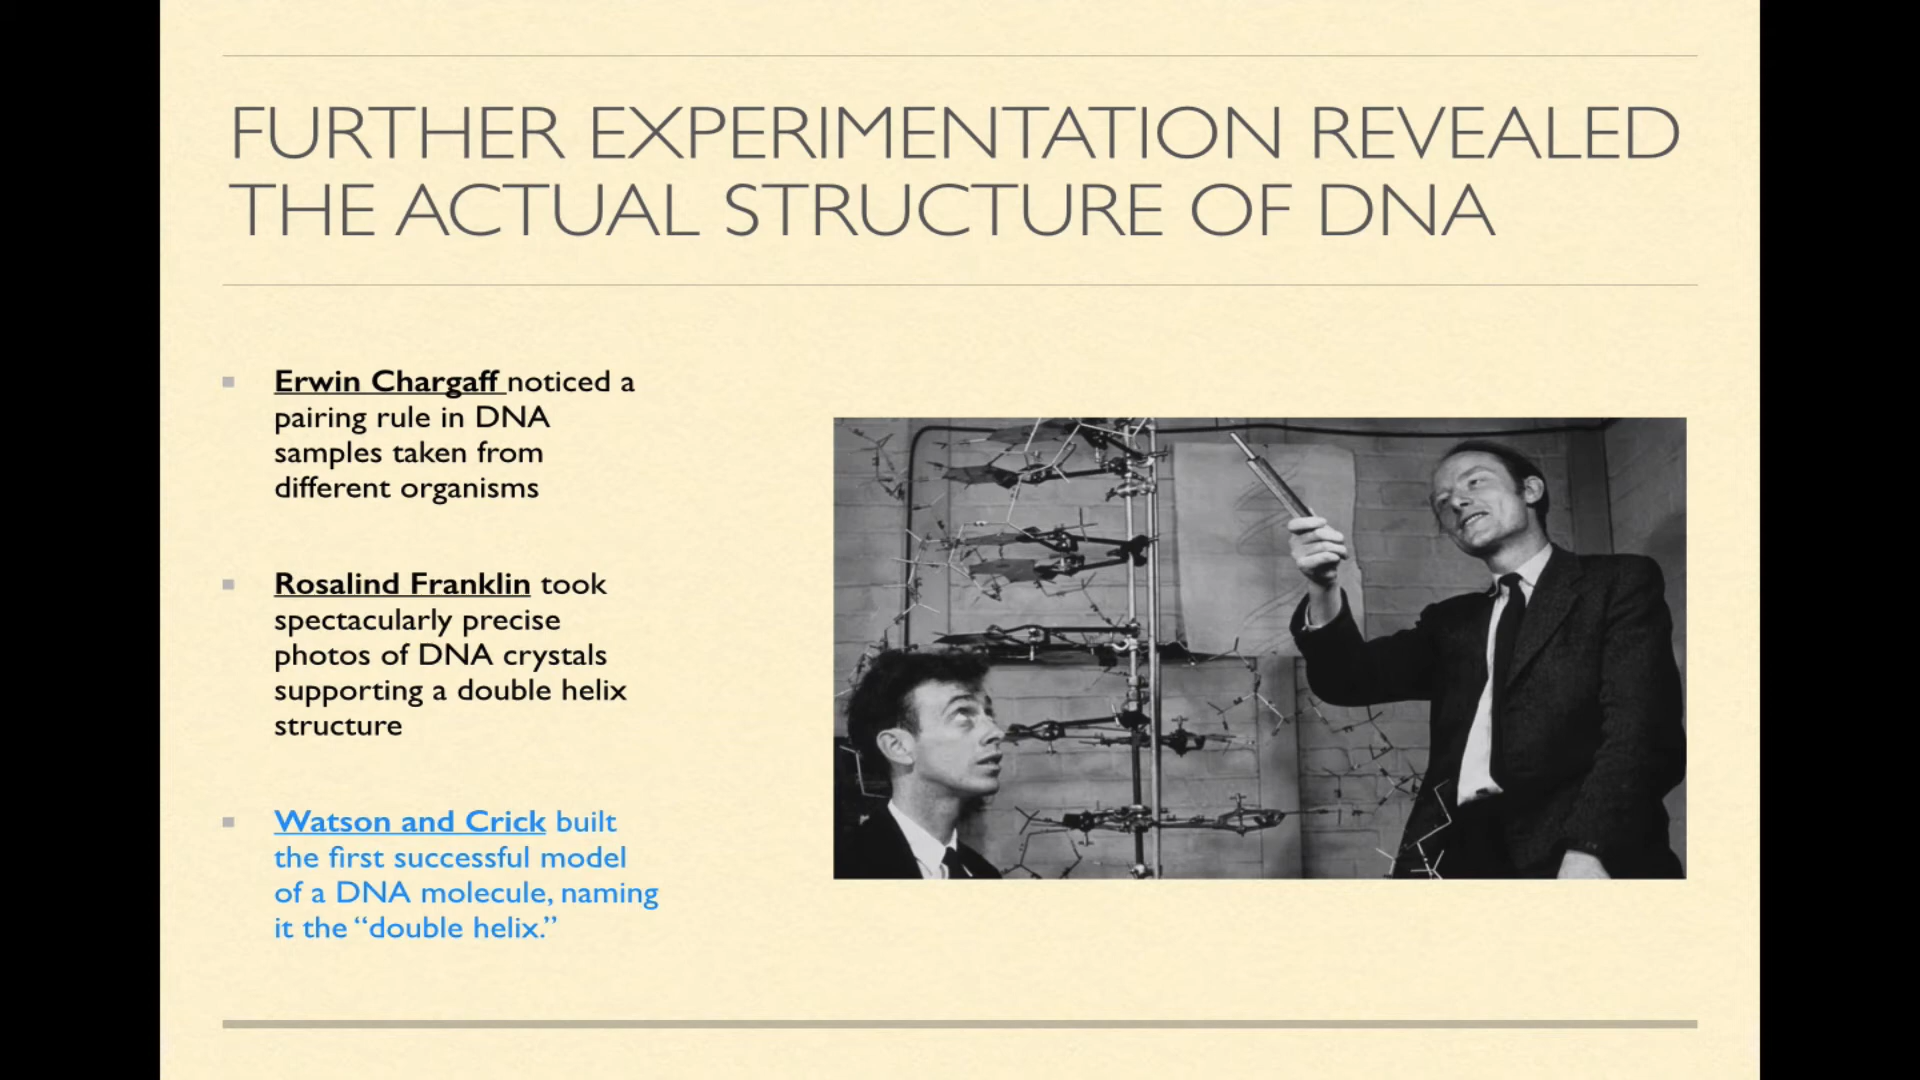 FURTHER EXPERIMENTATION REVEALED
THE ACTUAL STRUCTURE OF DNA
Erwin Chargaff noticed a
pairing rule in DNA
samples taken from
different organisms
Rosalind Franklin took
spectacularly precise
photos of DNA crystals
supporting a double helix
structure
Watson and Crick built
the first successful model
of a DNA molecule, naming
it the “double helix.”